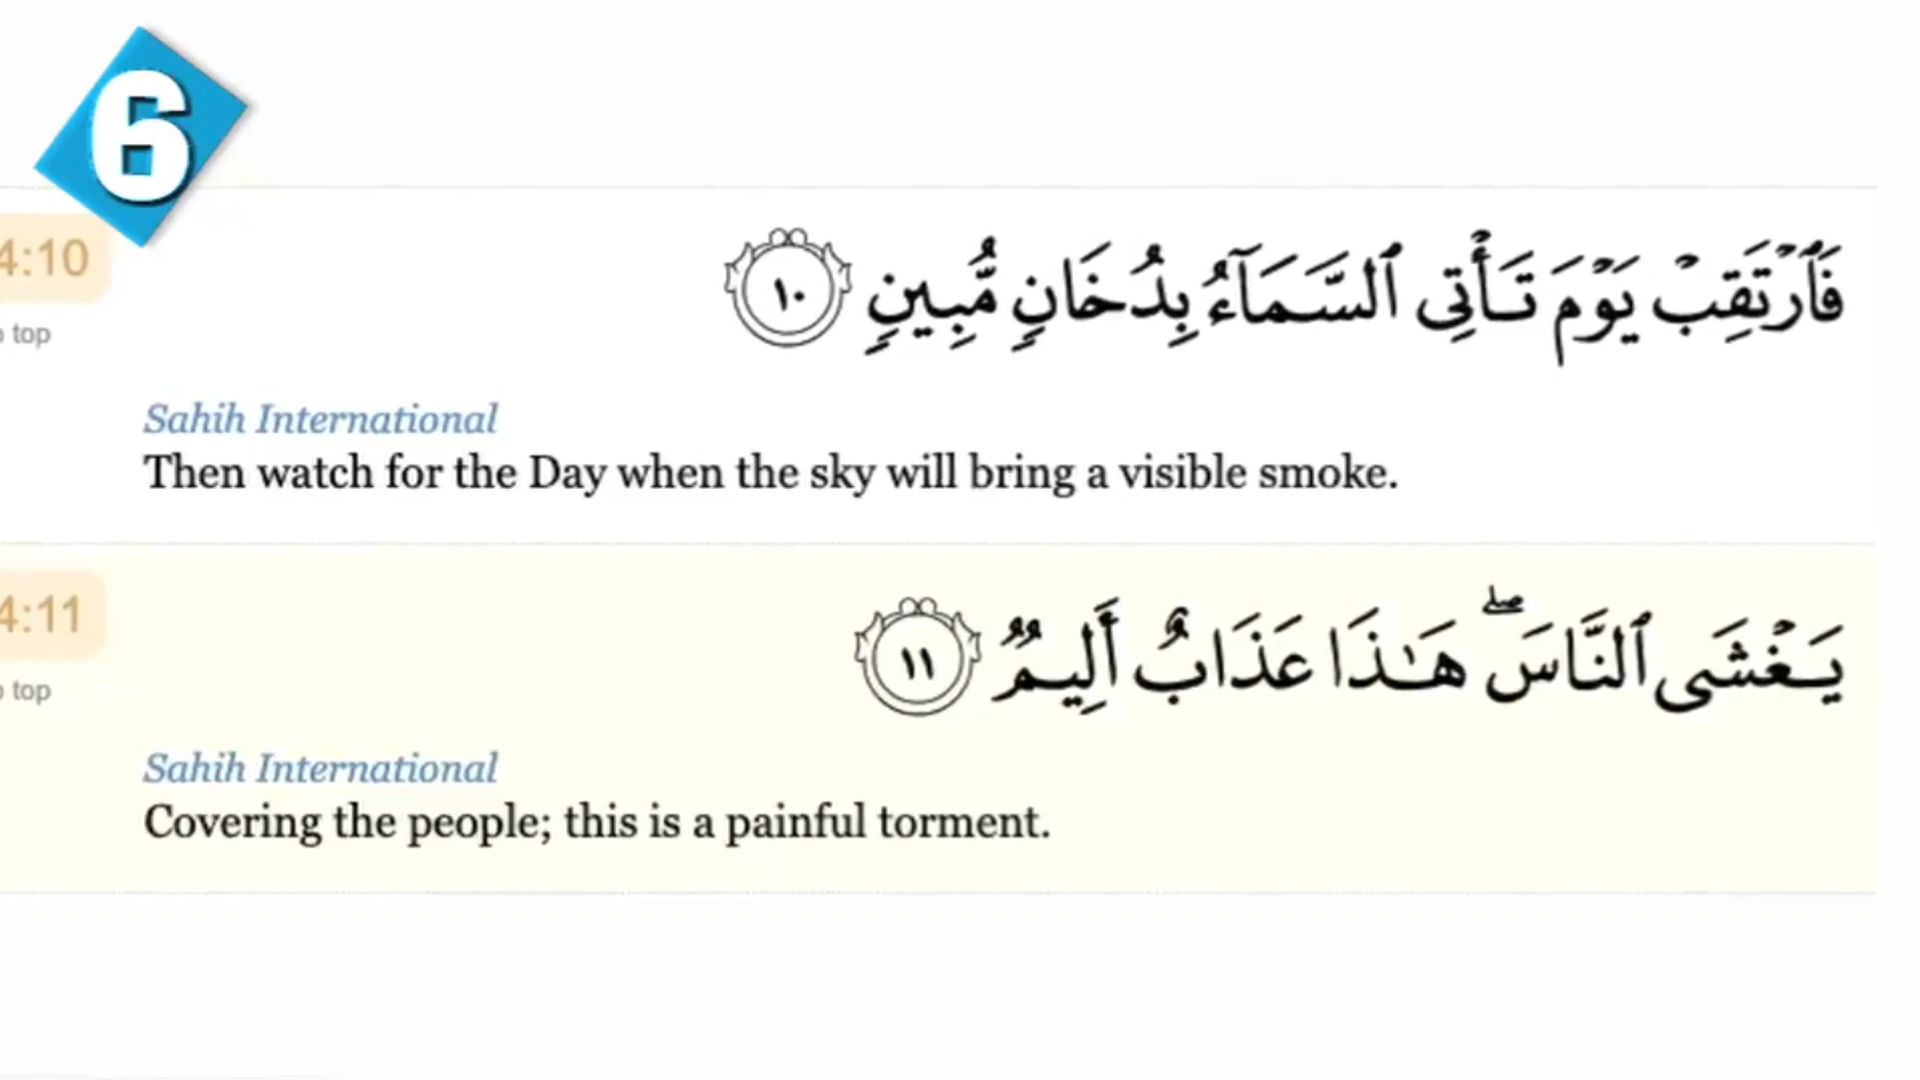 6
4:10
فَٱرْتَقِبْ يَوْمَ تَأْتِى ٱلسَّمَآءُ بِدُخَانٍ مُّبِينٍ ١٠
top
Sahih International
Then watch for the Day when the sky will bring a visible smoke.
4:11
يَغْشَى ٱلنَّاسَ ۖ هَـٰذَا عَذَابٌ أَلِيمٌ ١١
top
Sahih International
Covering the people; this is a painful torment.